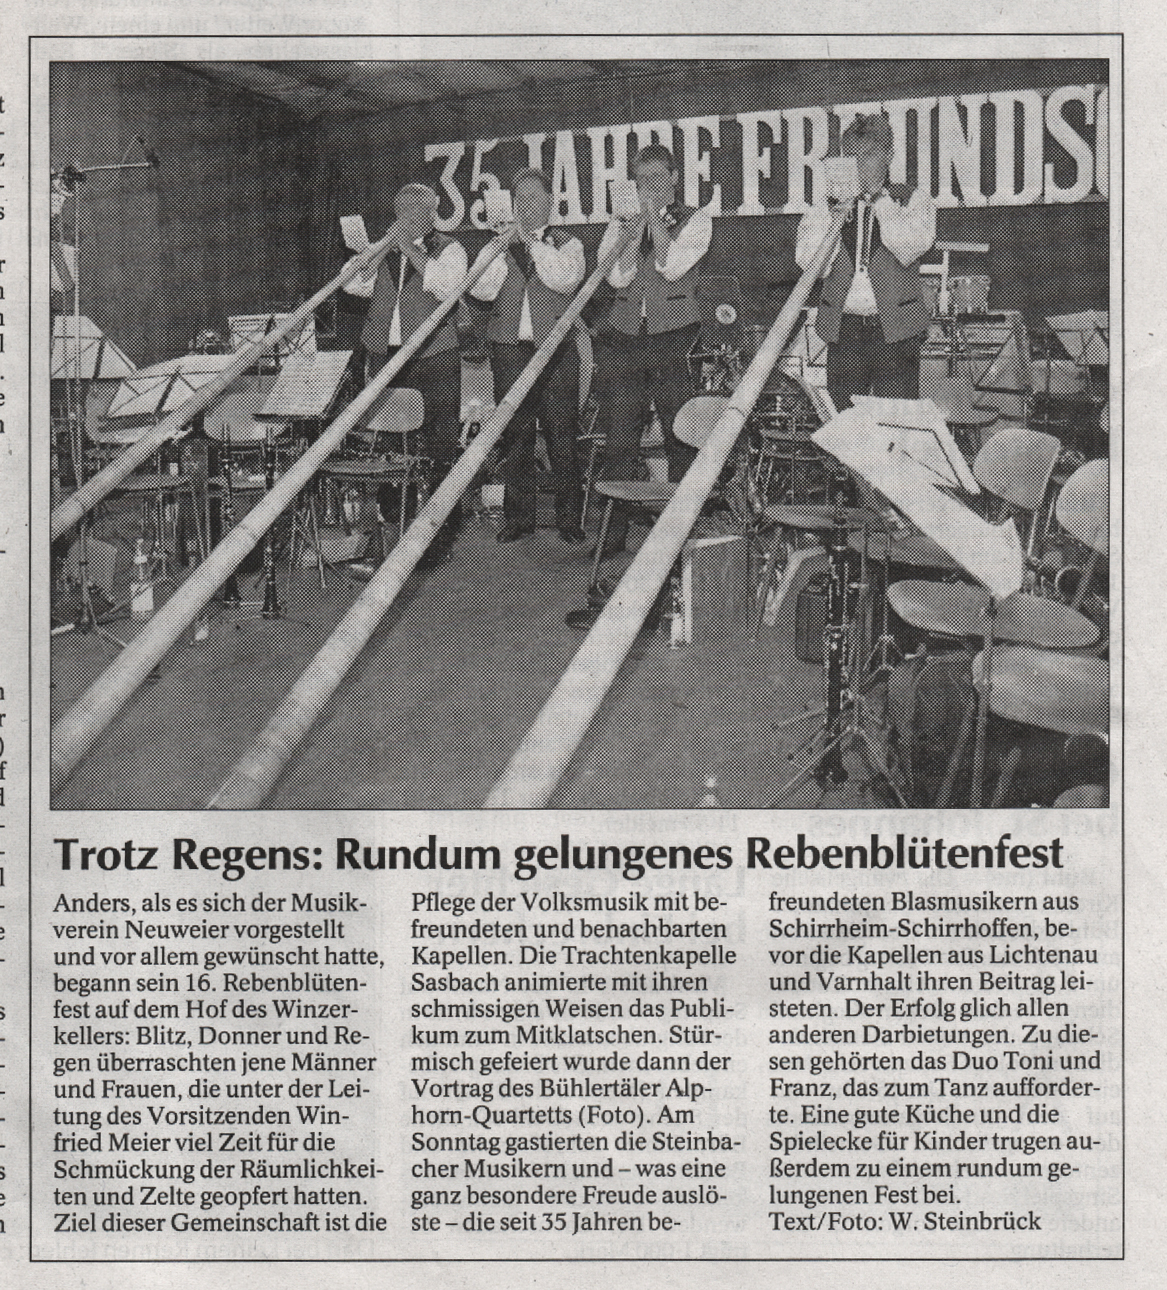 35 JAHRE FREUNDS
Trotz Regens: Rundum gelungenes Rebenblütenfest
Anders, als es sich der Musik-
verein Neuweier vorgestellt
und vor allem gewünscht hatte,
begann sein 16. Rebenblüten-
fest auf dem Hof des Winzer-
kellers: Blitz, Donner und Re-
gen überraschten jene Männer
und Frauen, die unter der Lei-
tung des Vorsitzenden Win-
fried Meier viel Zeit für die
Schmückung der Räumlichkei-
ten und Zelte geopfert hatten.
Ziel dieser Gemeinschaft ist die
Pflege der Volksmusik mit be-
freundeten und benachbarten
Kapellen. Die Trachtenkapelle
Sasbach animierte mit ihren
schmissigen Weisen das Publi-
kum zum Mitklatschen. Stür-
misch gefeiert wurde dann der
Vortrag des Bühlertäler Alp-
horn-Quartetts (Foto). Am
Sonntag gastierten die Steinba-
cher Musikern und – was eine
ganz besondere Freude auslö-
ste – die seit 35 Jahren be-
freundeten Blasmusikern aus
Schirrheim-Schirrhoffen, be-
vor die Kapellen aus Lichtenau
und Varnhalt ihren Beitrag lei-
steten. Der Erfolg glich allen
anderen Darbietungen. Zu die-
sen gehörten das Duo Toni und
Franz, das zum Tanz aufforder-
te. Eine gute Küche und die
Spielecke für Kinder trugen au-
ßerdem zu einem rundum ge-
lungenen Fest bei.
Text/Foto: W. Steinbrück